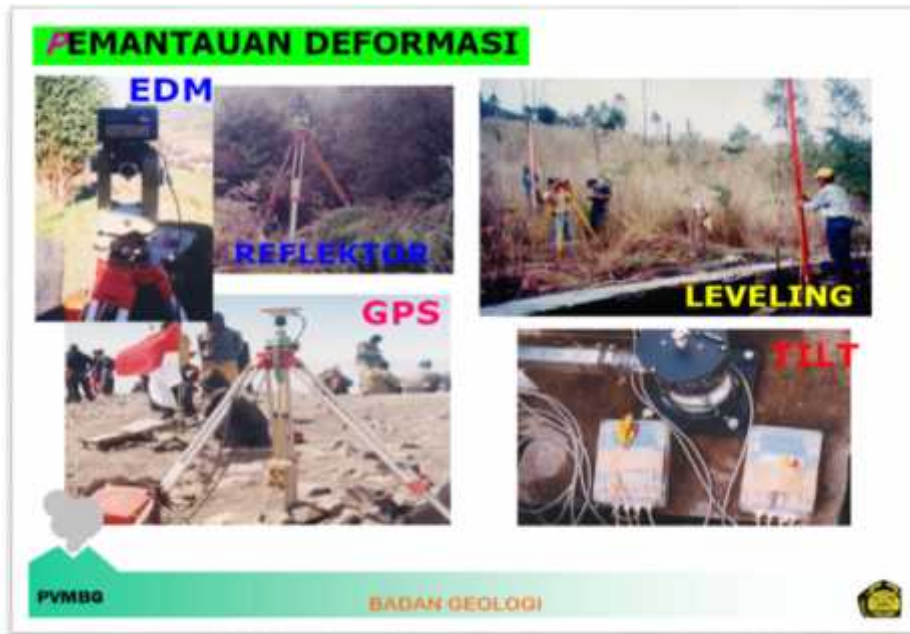 PEMANTAUAN DEFORMASI
EDM
REFLEKTOR
LEVELING
GPS
TILT
PVMBG
BADAN GEOLOGI